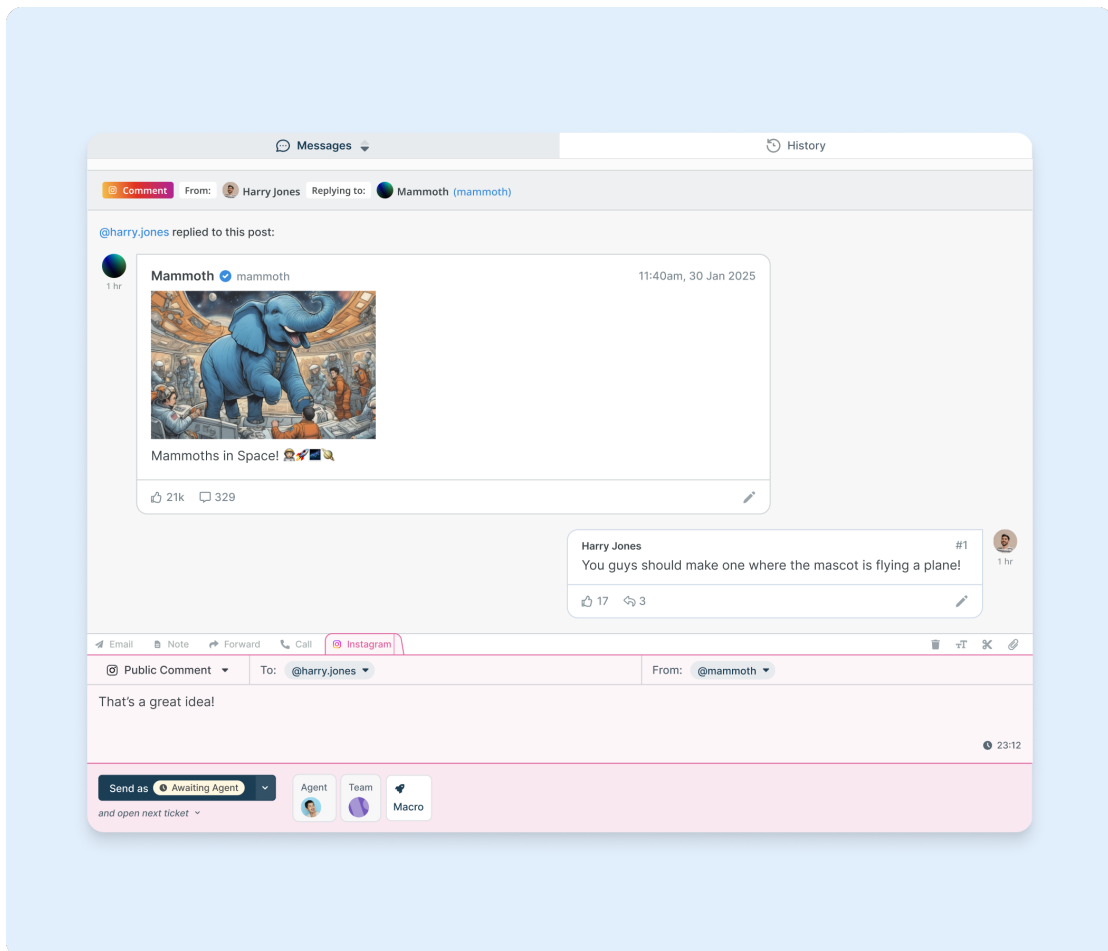 Messages
History
Comment From: Harry Jones Replying to: Mammoth (mammoth)
@harry.jones replied to this post:
1 hr
Mammoth mammoth 11:40am, 30 Jan 2025
Mammoths in Space! 🧑‍🚀🚀🌌🪐
21k 329
Harry Jones #1
You guys should make one where the mascot is flying a plane!
1 hr
17 3
Email Note Forward Call Instagram
Public Comment To: @harry.jones From: @mammoth
That’s a great idea!
23:12
Send as Awaiting Agent
and open next ticket
Agent
Team
Macro